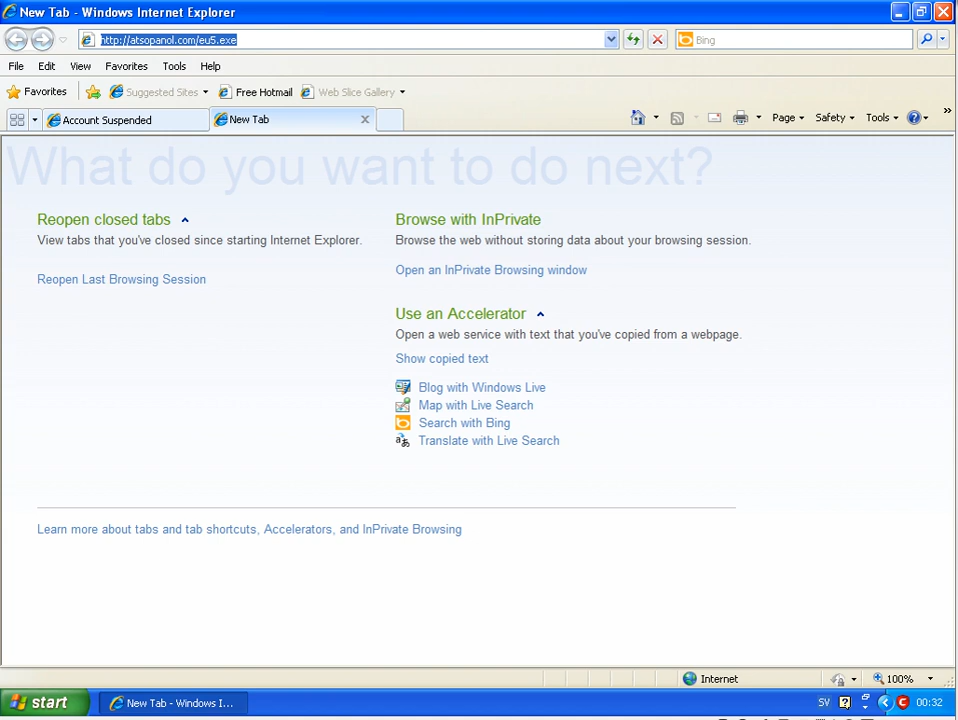 New Tab - Windows Internet Explorer
http://atsopanol.com/eu5.exe
Bing
File Edit View Favorites Tools Help
Favorites Suggested Sites Free Hotmail Web Slice Gallery
Account Suspended New Tab Page Safety Tools
What do you want to do next?
Reopen closed tabs
View tabs that you've closed since starting Internet Explorer.
Reopen Last Browsing Session
Browse with InPrivate
Browse the web without storing data about your browsing session.
Open an InPrivate Browsing window
Use an Accelerator
Open a web service with text that you've copied from a webpage.
Show copied text
Blog with Windows Live
Map with Live Search
Search with Bing
Translate with Live Search
Learn more about tabs and tab shortcuts, Accelerators, and InPrivate Browsing
Internet 100%
start New Tab - Windows I... SV 00:32